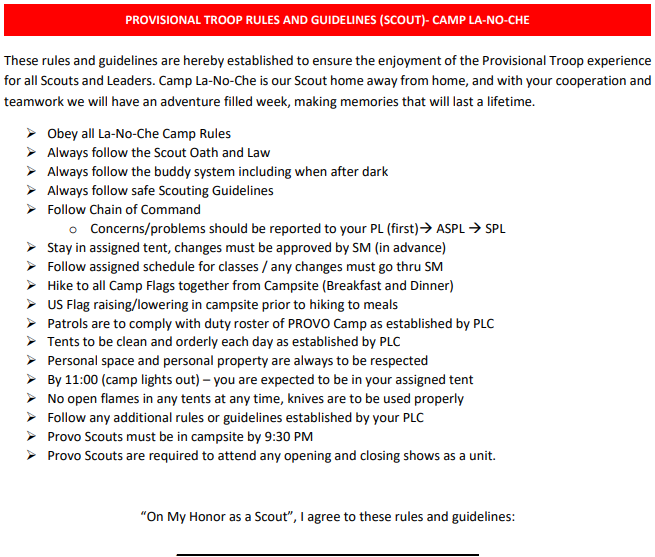 PROVISIONAL TROOP RULES AND GUIDELINES (SCOUT)- CAMP LA-NO-CHE
These rules and guidelines are hereby established to ensure the enjoyment of the Provisional Troop experience
for all Scouts and Leaders. Camp La-No-Che is our Scout home away from home, and with your cooperation and
teamwork we will have an adventure filled week, making memories that will last a lifetime.
➢ Obey all La-No-Che Camp Rules
➢ Always follow the Scout Oath and Law
➢ Always follow the buddy system including when after dark
➢ Always follow safe Scouting Guidelines
➢ Follow Chain of Command
o Concerns/problems should be reported to your PL (first)→ ASPL → SPL
➢ Stay in assigned tent, changes must be approved by SM (in advance)
➢ Follow assigned schedule for classes / any changes must go thru SM
➢ Hike to all Camp Flags together from Campsite (Breakfast and Dinner)
➢ US Flag raising/lowering in campsite prior to hiking to meals
➢ Patrols are to comply with duty roster of PROVO Camp as established by PLC
➢ Tents to be clean and orderly each day as established by PLC
➢ Personal space and personal property are always to be respected
➢ By 11:00 (camp lights out) – you are expected to be in your assigned tent
➢ No open flames in any tents at any time, knives are to be used properly
➢ Follow any additional rules or guidelines established by your PLC
➢ Provo Scouts must be in campsite by 9:30 PM
➢ Provo Scouts are required to attend any opening and closing shows as a unit.
“On My Honor as a Scout”, I agree to these rules and guidelines: